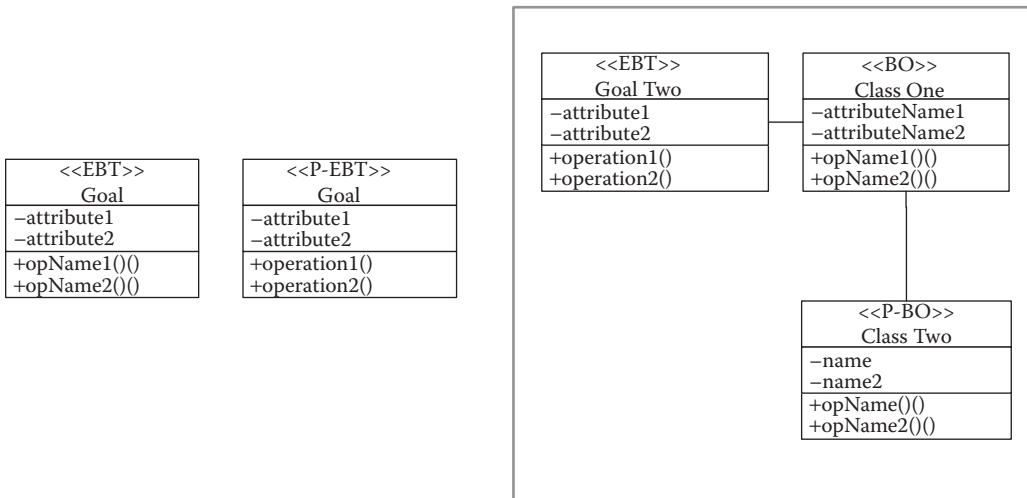 <<EBT>>
Goal
−attribute1
−attribute2
+opName1()()
+opName2()()
<<P-EBT>>
Goal
−attribute1
−attribute2
+operation1()
+operation2()
<<EBT>>
Goal Two
−attribute1
−attribute2
+operation1()
+operation2()
<<BO>>
Class One
−attributeName1
−attributeName2
+opName1()()
+opName2()()
<<P-BO>>
Class Two
−name
−name2
+opName()()
+opName2()()